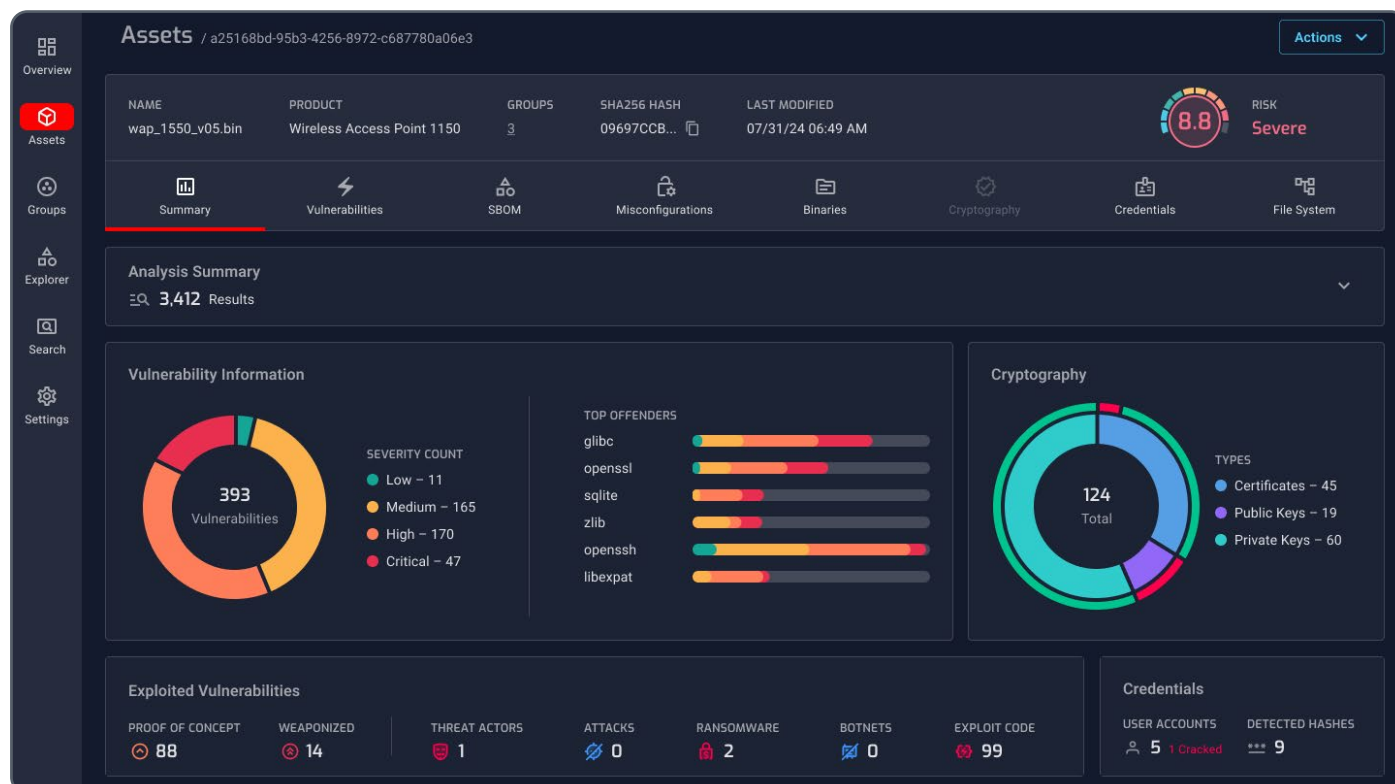 Overview
Assets
Groups
Explorer
Search
Settings
Assets / a25168bd-95b3-4256-8972-c687780a06e3
Actions
NAME
wap_1550_v05.bin
PRODUCT
Wireless Access Point 1150
GROUPS
3
SHA256 HASH
09697CCB...
LAST MODIFIED
07/31/24 06:49 AM
8.8
RISK
Severe
Summary
Vulnerabilities
SBOM
Misconfigurations
Binaries
Cryptography
Credentials
File System
Analysis Summary
3,412 Results
Vulnerability Information
393
Vulnerabilities
SEVERITY COUNT
Low – 11
Medium – 165
High – 170
Critical – 47
TOP OFFENDERS
glibc
openssl
sqlite
zlib
openssh
libexpat
Cryptography
124
Total
TYPES
Certificates – 45
Public Keys – 19
Private Keys – 60
Exploited Vulnerabilities
PROOF OF CONCEPT
88
WEAPONIZED
14
THREAT ACTORS
1
ATTACKS
0
RANSOMWARE
2
BOTNETS
0
EXPLOIT CODE
99
Credentials
USER ACCOUNTS
5 1 Cracked
DETECTED HASHES
9